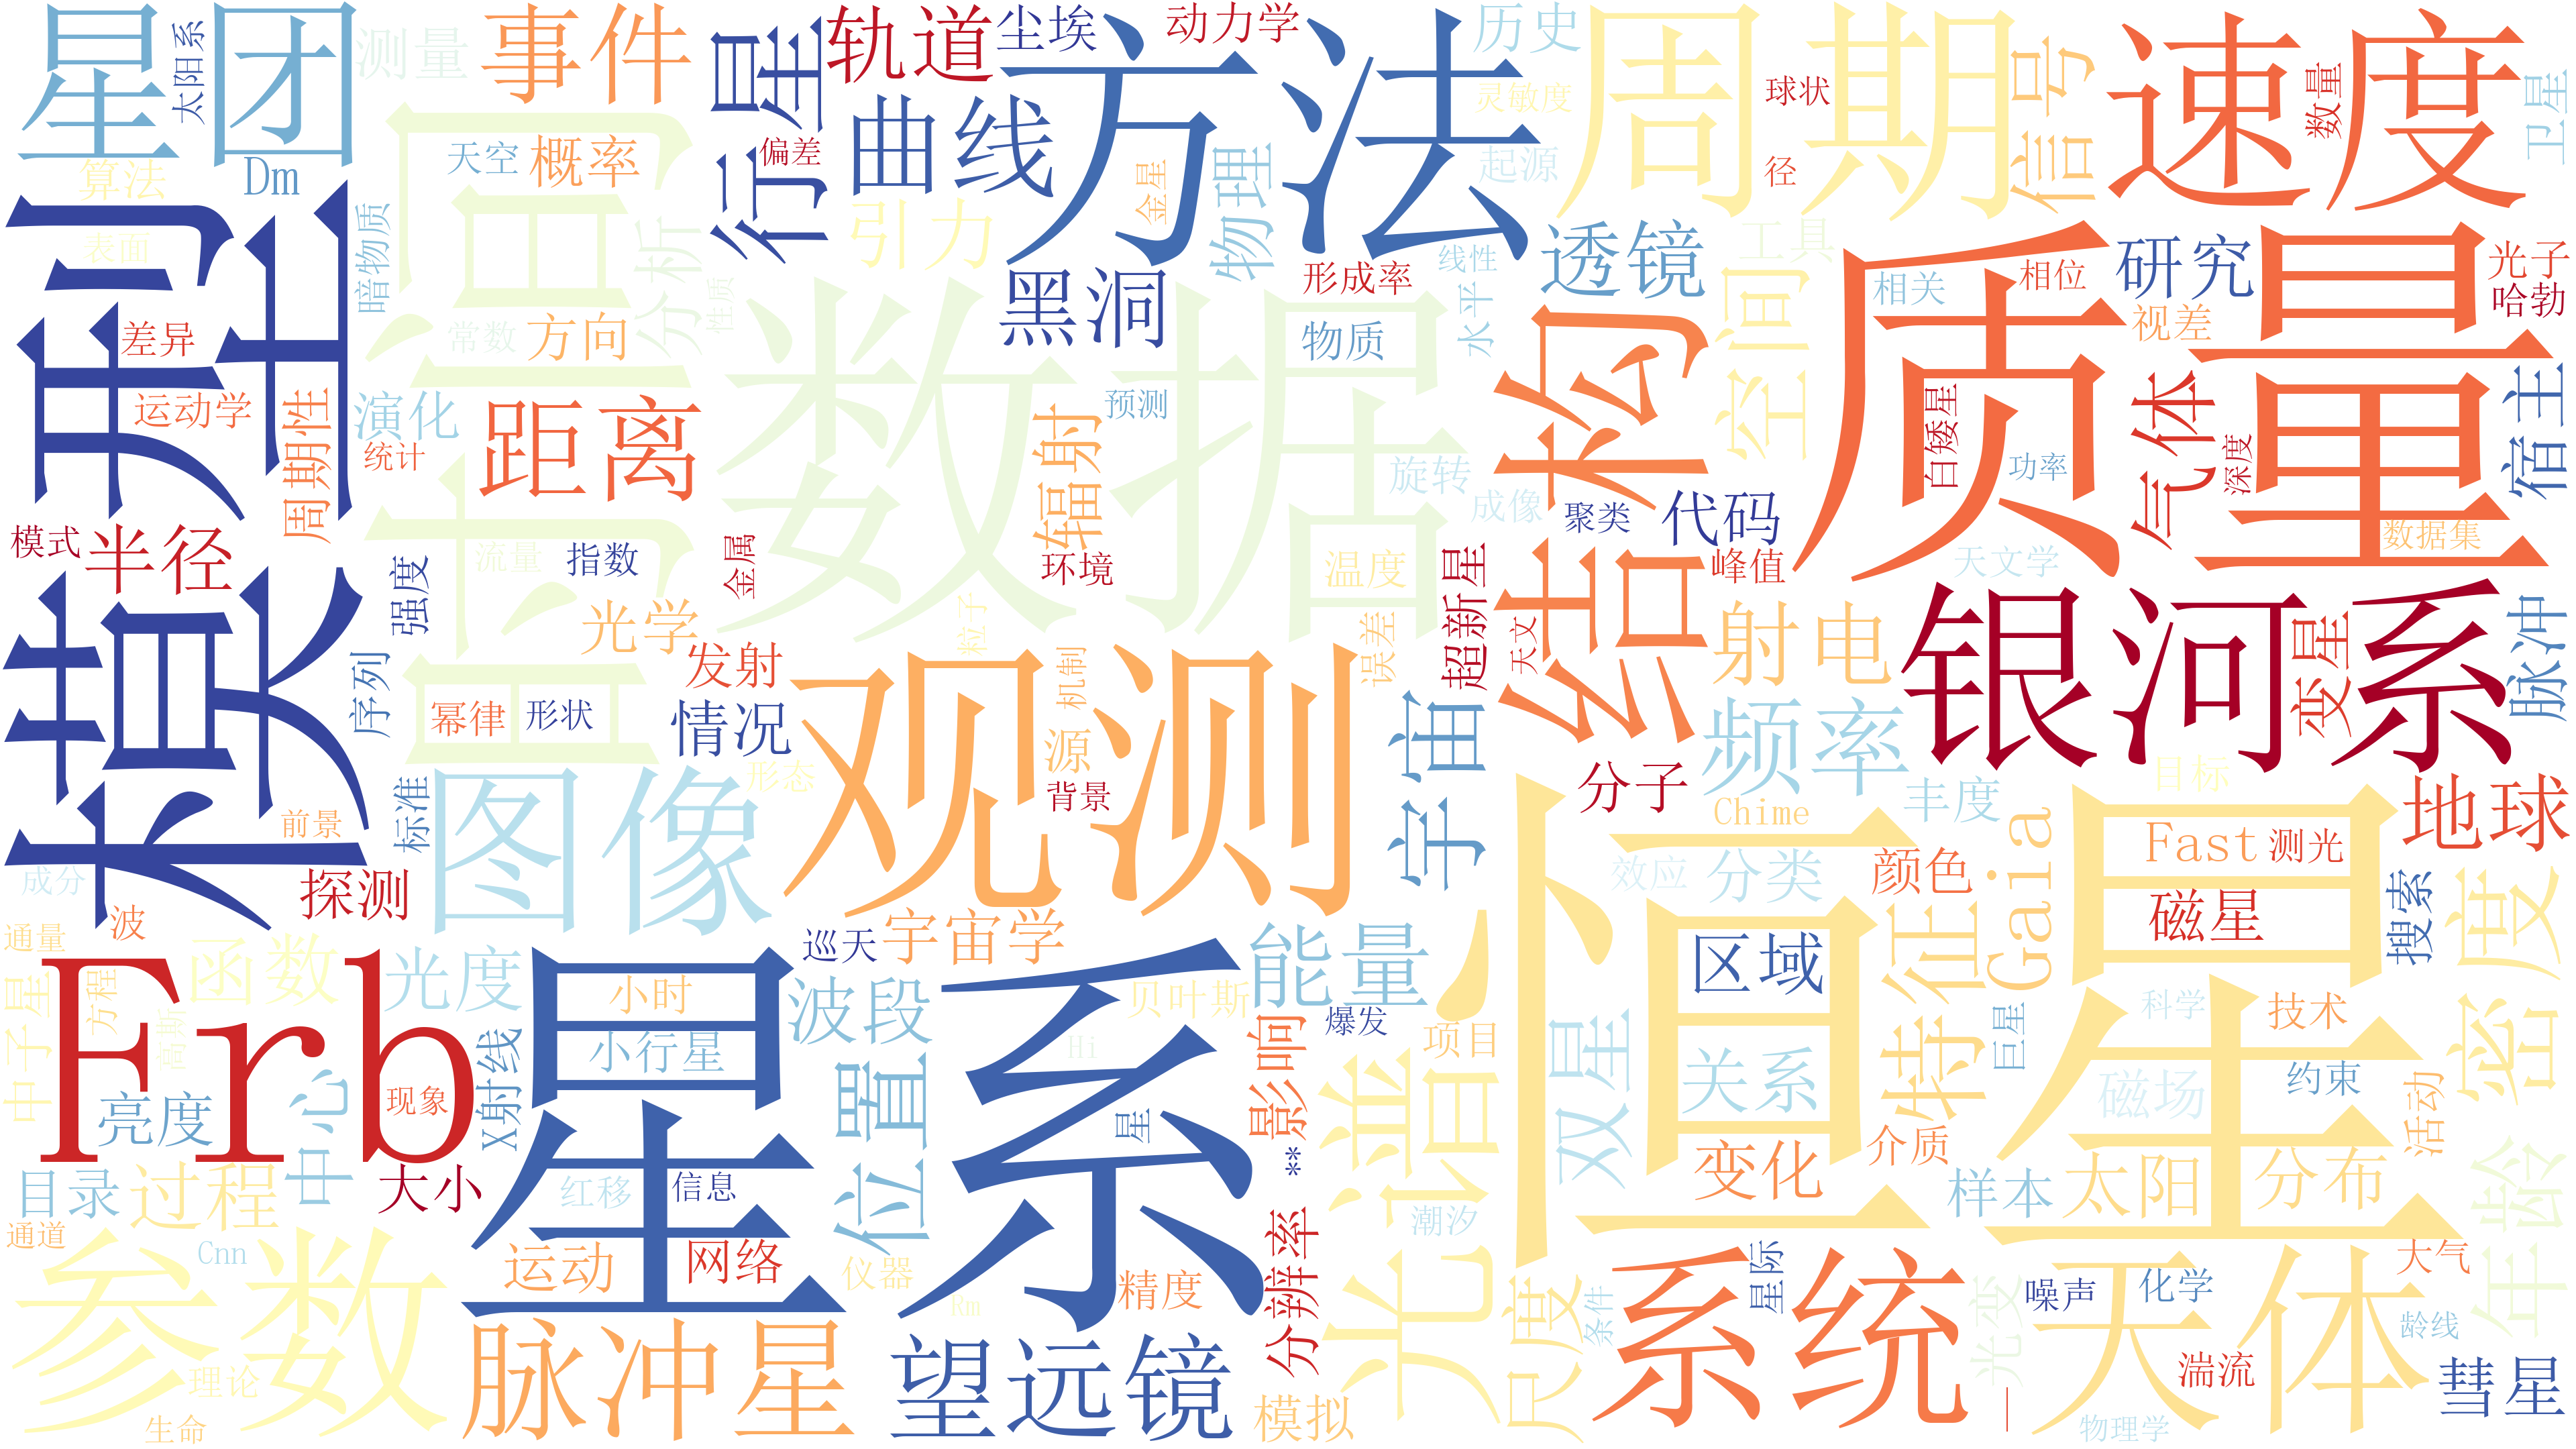 星团
太阳系
测量
事件
行星
轨道
尘埃
动力学
历史
周期
信号
速度
数量
卫星
模型
Dm
算法
表面
暗物质
时间
天空
概率
分析
偏差
曲线
方法
引力
金星
物理
灵敏度
起源
球状
径
透镜
工具
研究
光子
哈勃
差异
运动学
常数
方向
性质
黑洞
形成率
线性
水平
物质
结构
空间
相关
相位
视差
质量
演化
统计
周期性
距离
数据
辐射
预测
旋转
成像
聚类
代码
白矮星
功率
深度
气体
宿主
数据集
模式
半径
强度
流量
指数
金属
环境
温度
超新星
天文
峰值
天文学
光学
粒子
误差
射电
银河系
变星
脉冲
序列
幂律
形状
发射
情况
机制
源
观测
宇宙
频率
目标
前景
标准
图像
形态
背景
分子
Chime
丰度
Gaia
Fast
测光
地球
成分
探测
波
通量
函数
光度
巡天
宇宙学
能量
恒星
效应
分类
颜色
特征
磁星
搜索
密度
中子星
方程
高斯
Frb
星系
小时
小行星
波段
贝叶斯
爆发
项目
区域
双星
关系
巨星
科学
技术
亮度
中心
现象
X射线
位置
Hi
星
影响
**
光谱
变化
介质
磁场
约束
活动
目录
过程
大小
红移
信息
潮汐
样本
太阳
分布
年龄
通道
Cnn
参数
运动
网络
仪器
Rm
精度
分辨率
尺度
条件
系统
星际
光变
天体
噪声
化学
大气
龄线
理论
生命
脉冲星
望远镜
模拟
一
湍流
物理学
彗星